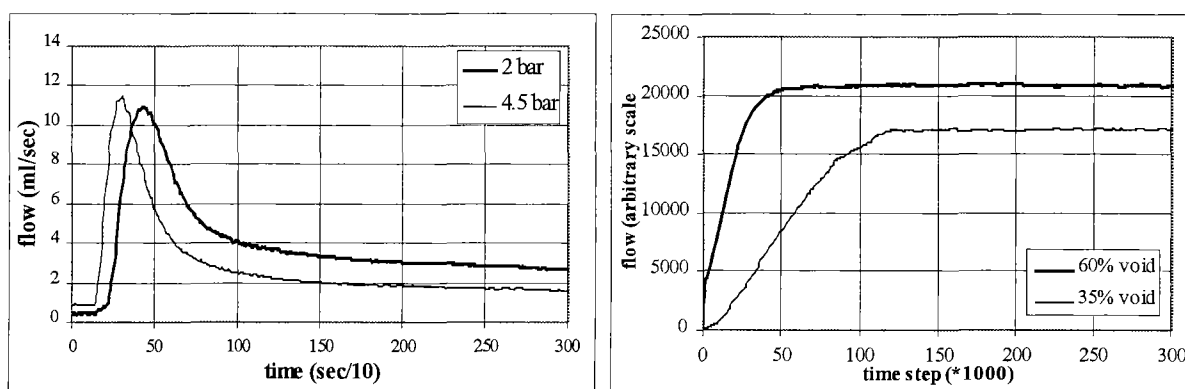 14
12
10
8
6
4
2
0
flow (ml/sec)
0 50 100 150 200 250 300
time (sec/10)
2 bar
4.5 bar
25000
20000
15000
10000
5000
0
flow (arbitrary scale)
0 50 100 150 200 250 300
time step (*1000)
60% void
35% void